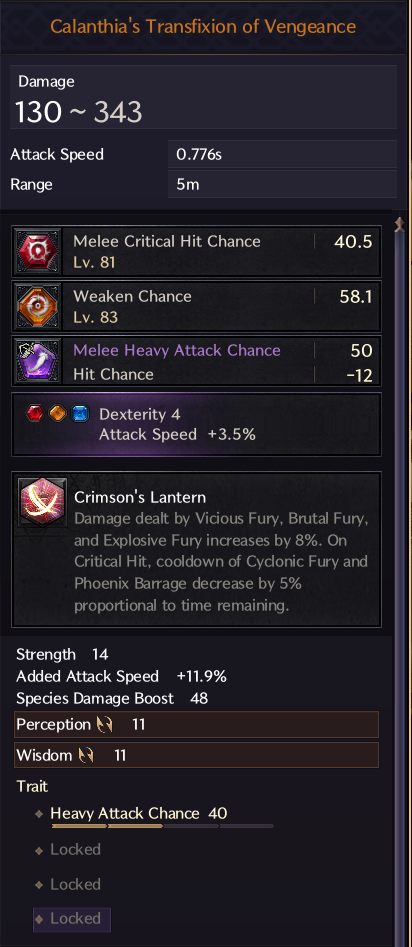 Calanthia's Transfixion of Vengeance
Damage
130 ~ 343
Attack Speed 0.776s
Range 5m
Melee Critical Hit Chance 40.5
Lv. 81
Weaken Chance 58.1
Lv. 83
Melee Heavy Attack Chance 50
Hit Chance -12
Dexterity 4
Attack Speed +3.5%
Crimson's Lantern
Damage dealt by Vicious Fury, Brutal Fury,
and Explosive Fury increases by 8%. On
Critical Hit, cooldown of Cyclonic Fury and
Phoenix Barrage decrease by 5%
proportional to time remaining.
Strength 14
Added Attack Speed +11.9%
Species Damage Boost 48
Perception 11
Wisdom 11
Trait
Heavy Attack Chance 40
Locked
Locked
Locked